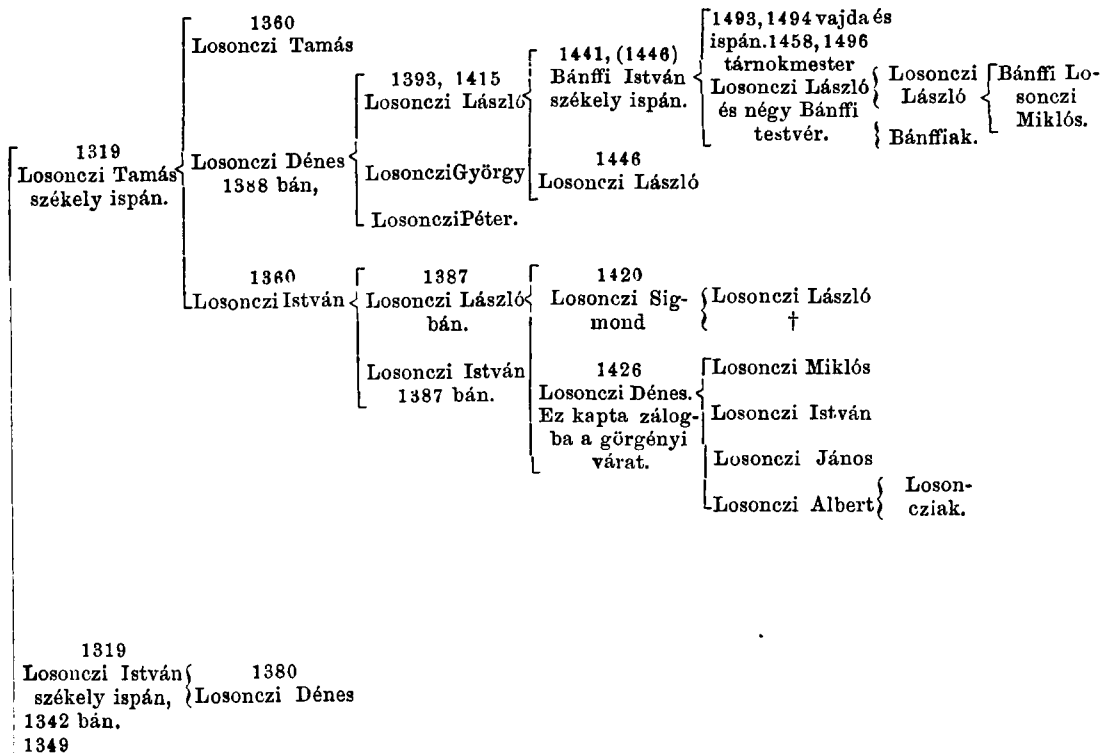 1319
Losonczi Tamás
székely ispán.
1360
Losonczi Tamás
Losonczi Dénes
1388 bán,
1393, 1415
Losonczi László
1441, (1446)
Bánffi István
székely ispán.
1493, 1494 vajda és
ispán. 1458, 1496
tárnokmester
Losonczi László
és négy Bánffi
testvér.
Losonczi
László
Bánffi Lo-
sonczi
Miklós.
Bánffiak.
1446
Losonczi László
Losonczi György
Losonczi Péter.
1360
Losonczi István
1387
Losonczi László
bán.
1420
Losonczi Sig-
mond
Losonczi László
†
1426
Losonczi Dénes.
Ez kapta zálog-
ba a görgényi
várat.
Losonczi Miklós
Losonczi István
Losonczi János
Losonczi Albert
Loson-
cziak.
Losonczi István
1387 bán.
1319
Losonczi István
székely ispán,
1342 bán.
1349
1380
Losonczi Dénes